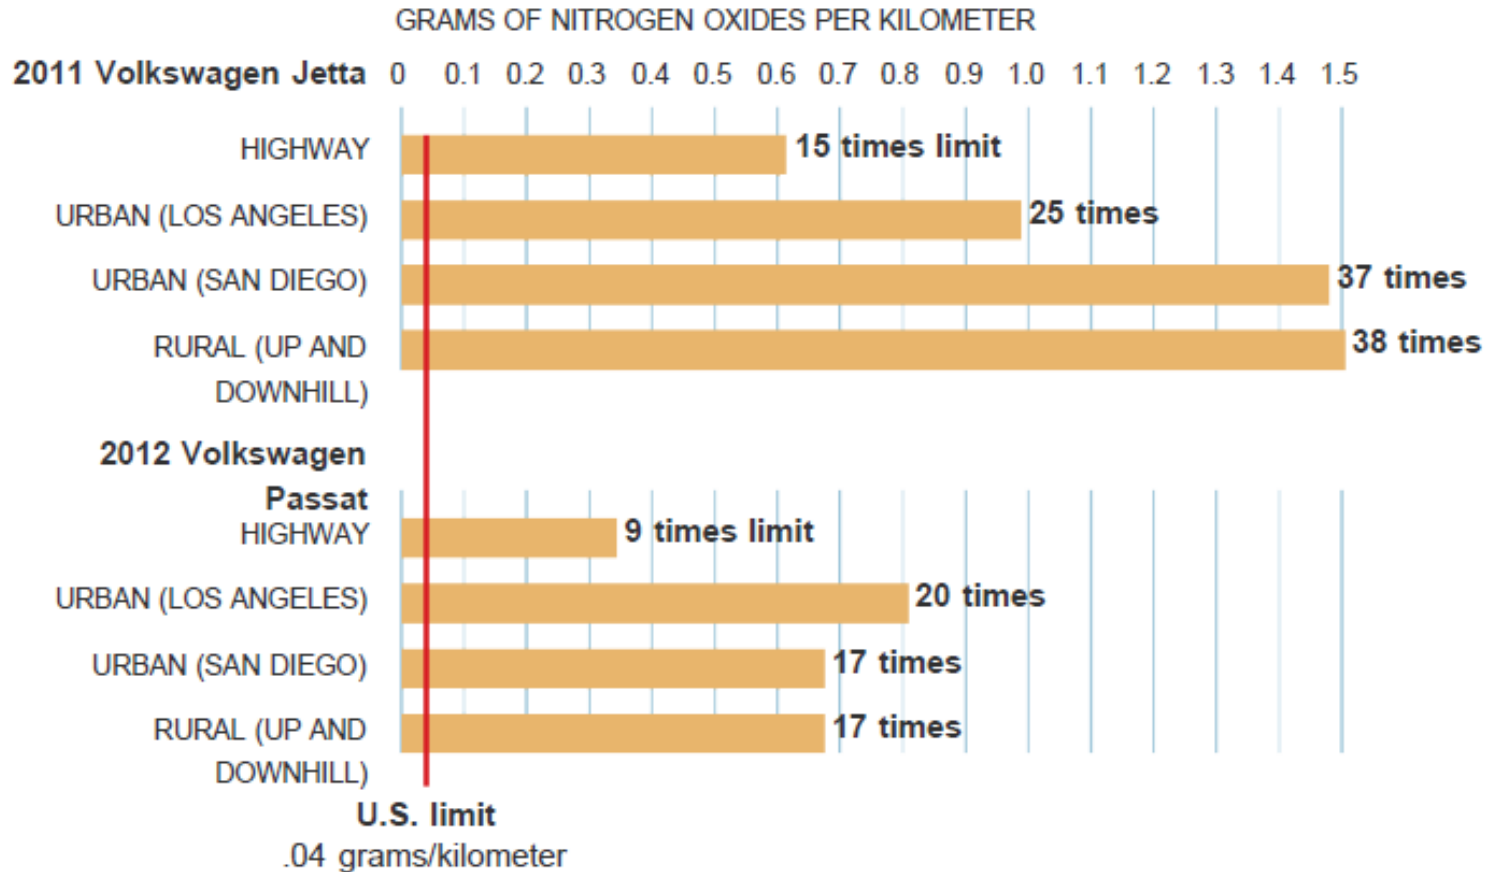 GRAMS OF NITROGEN OXIDES PER KILOMETER
2011 Volkswagen Jetta 0 0.1 0.2 0.3 0.4 0.5 0.6 0.7 0.8 0.9 1.0 1.1 1.2 1.3 1.4 1.5
HIGHWAY 15 times limit
URBAN (LOS ANGELES) 25 times
URBAN (SAN DIEGO) 37 times
RURAL (UP AND 38 times
DOWNHILL)
2012 Volkswagen
Passat
HIGHWAY 9 times limit
URBAN (LOS ANGELES) 20 times
URBAN (SAN DIEGO) 17 times
RURAL (UP AND 17 times
DOWNHILL)
U.S. limit
.04 grams/kilometer